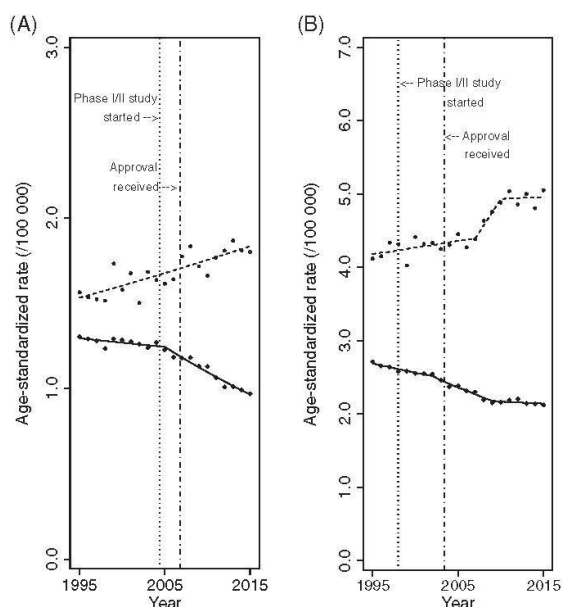 (A)
(B)
Age-standardized rate (/100 000)
3.0
2.0
1.0
0.0
Phase I/II study
started -->
Approval
received -->
1995
2005
2015
Year
Age-standardized rate (/100 000)
7.0
6.0
5.0
4.0
3.0
2.0
1.0
0.0
<-- Phase I/II study
started
<-- Approval
received
1995
2005
2015
Year